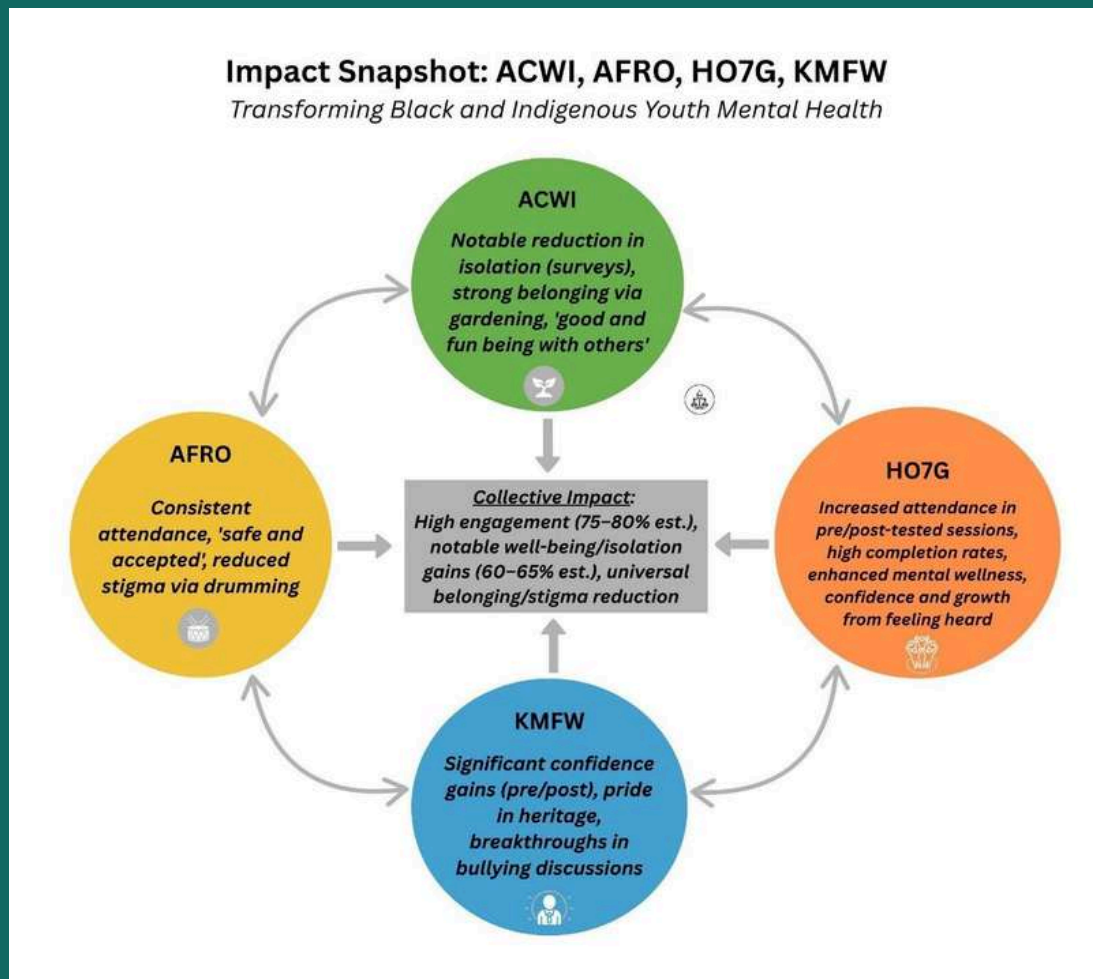 Impact Snapshot: ACWI, AFRO, HO7G, KMFW
Transforming Black and Indigenous Youth Mental Health
ACWI
Notable reduction in
isolation (surveys),
strong belonging via
gardening, 'good and
fun being with others'
AFRO
Consistent
attendance, 'safe and
accepted', reduced
stigma via drumming
Collective Impact:
High engagement (75–80% est.),
notable well-being/isolation
gains (60–65% est.), universal
belonging/stigma reduction
HO7G
Increased attendance in
pre/post-tested sessions,
high completion rates,
enhanced mental wellness,
confidence and growth
from feeling heard
KMFW
Significant confidence
gains (pre/post), pride
in heritage,
breakthroughs in
bullying discussions